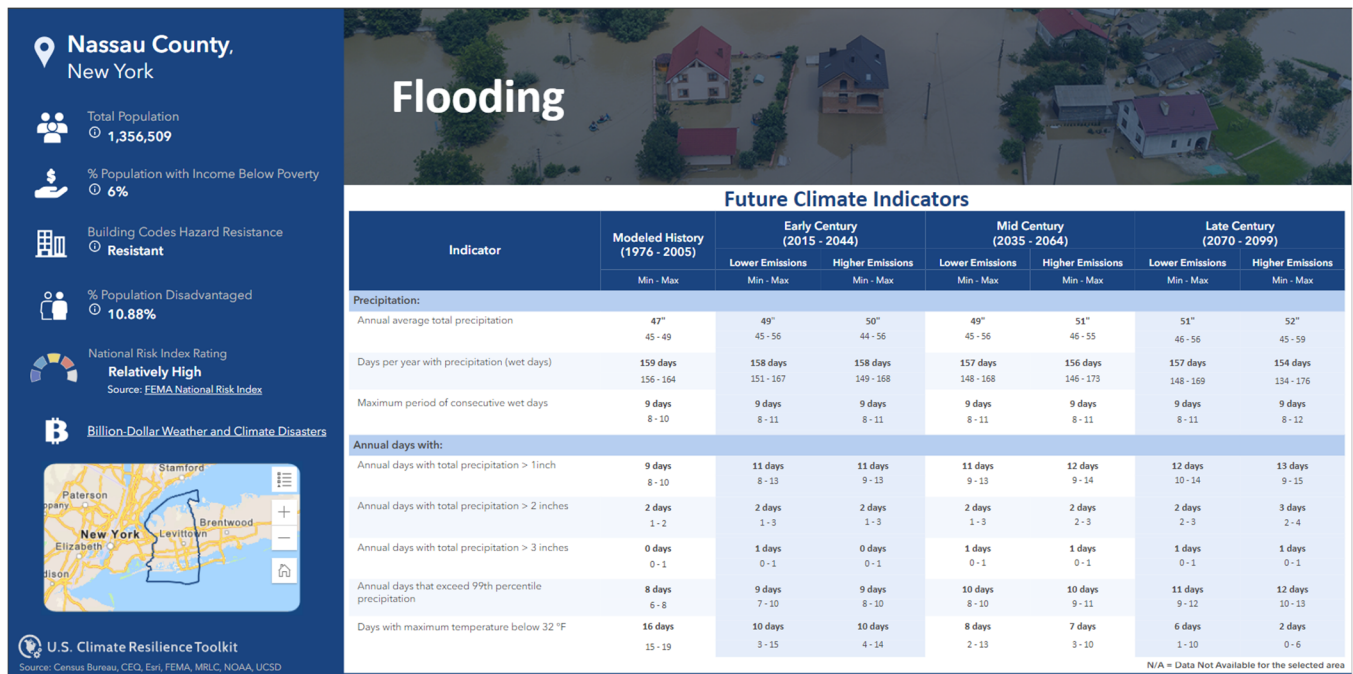 Nassau County,
New York
Total Population
1,356,509
% Population with Income Below Poverty
6%
Building Codes Hazard Resistance
Resistant
% Population Disadvantaged
10.88%
National Risk Index Rating
Relatively High
Source: FEMA National Risk Index
Billion-Dollar Weather and Climate Disasters
Stamford
Paterson
ppany
Brentwood
New York
Levittown
Elizabeth
dison
U.S. Climate Resilience Toolkit
Source: Census Bureau, CEQ, Esri, FEMA, MRLC, NOAA, UCSD
Flooding
Future Climate Indicators
Indicator
Modeled History
(1976 - 2005)
Early Century
(2015 - 2044)
Mid Century
(2035 - 2064)
Late Century
(2070 - 2099)
Lower Emissions Higher Emissions Lower Emissions Higher Emissions Lower Emissions Higher Emissions
Min - Max Min - Max Min - Max Min - Max Min - Max Min - Max Min - Max
Precipitation:
Annual average total precipitation 47" 49" 50" 49" 51" 51" 52"
45 - 49 45 - 56 44 - 56 45 - 56 46 - 55 46 - 56 45 - 59
Days per year with precipitation (wet days) 159 days 158 days 158 days 157 days 156 days 157 days 154 days
156 - 164 151 - 167 149 - 168 148 - 168 146 - 173 148 - 169 134 - 176
Maximum period of consecutive wet days 9 days 9 days 9 days 9 days 9 days 9 days 9 days
8 - 10 8 - 11 8 - 11 8 - 11 8 - 11 8 - 11 8 - 12
Annual days with:
Annual days with total precipitation > 1inch 9 days 11 days 11 days 11 days 12 days 12 days 13 days
8 - 10 8 - 13 9 - 13 9 - 13 9 - 14 10 - 14 9 - 15
Annual days with total precipitation > 2 inches 2 days 2 days 2 days 2 days 2 days 2 days 3 days
1 - 2 1 - 3 1 - 3 1 - 3 2 - 3 2 - 3 2 - 4
Annual days with total precipitation > 3 inches 0 days 1 days 0 days 1 days 1 days 1 days 1 days
0 - 1 0 - 1 0 - 1 0 - 1 0 - 1 0 - 1 0 - 1
Annual days that exceed 99th percentile
precipitation
8 days 9 days 9 days 10 days 10 days 11 days 12 days
6 - 8 7 - 10 8 - 10 8 - 10 9 - 11 9 - 12 10 - 13
Days with maximum temperature below 32 °F 16 days 10 days 10 days 8 days 7 days 6 days 2 days
15 - 19 3 - 15 4 - 14 2 - 13 3 - 10 1 - 10 0 - 6
N/A = Data Not Available for the selected area